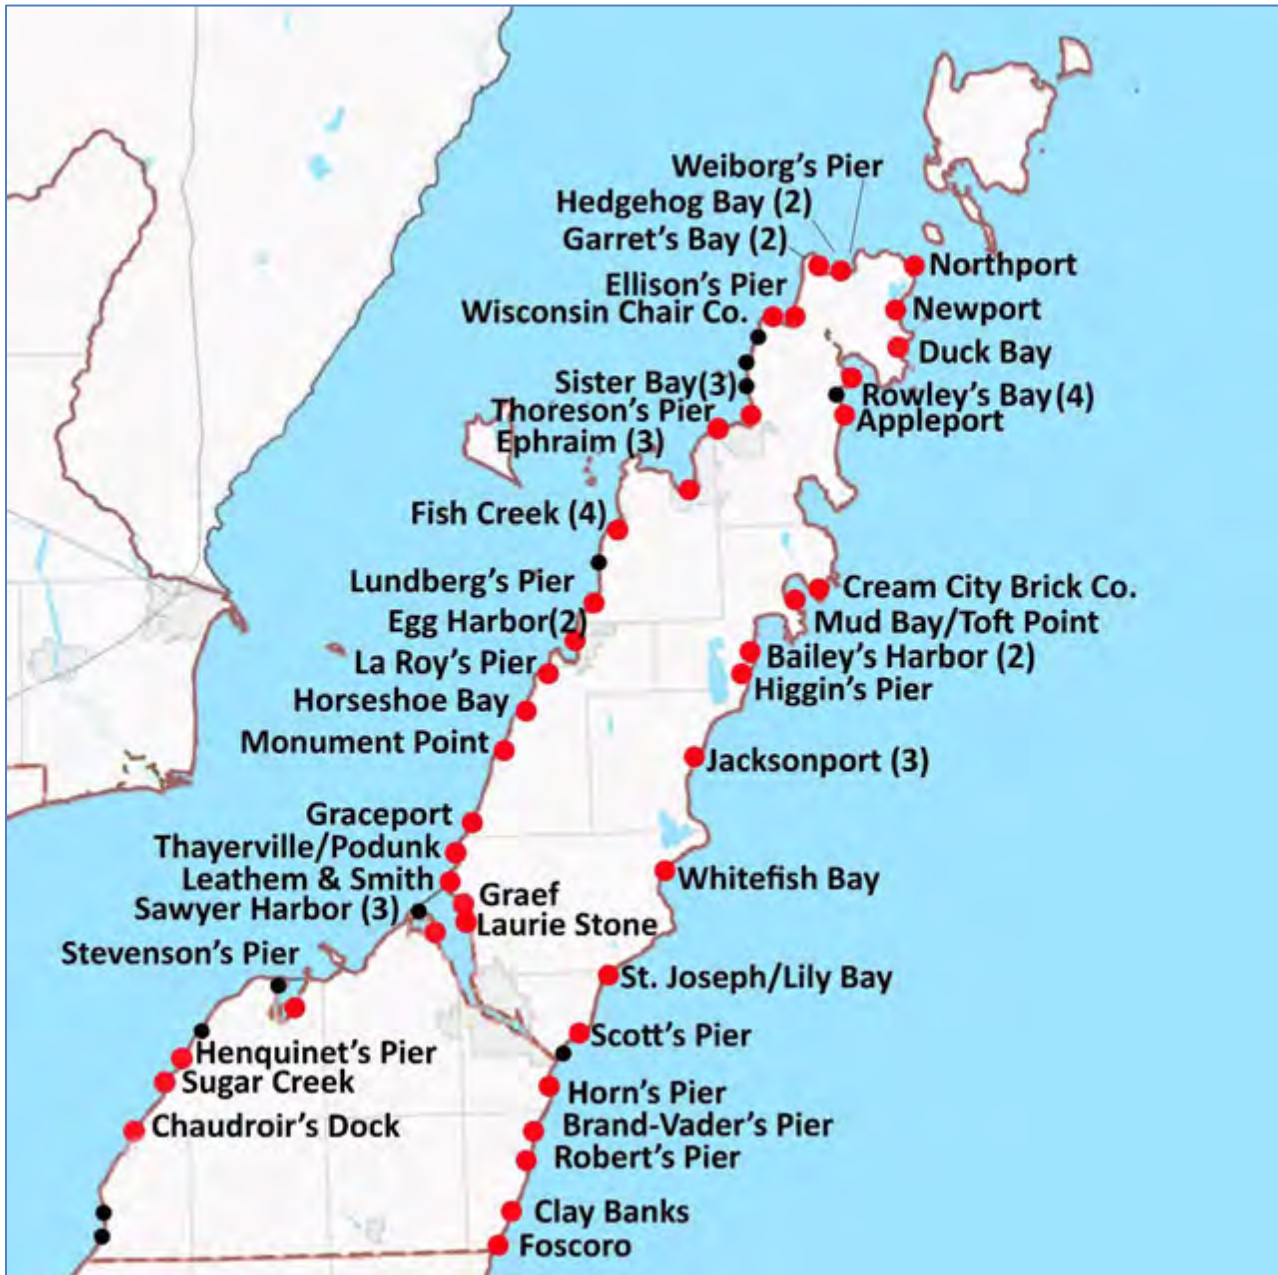 Weiborg's Pier
Hedgehog Bay (2)
Garret's Bay (2)
Northport
Ellison's Pier
Wisconsin Chair Co.
Newport
Duck Bay
Sister Bay(3)
Rowley's Bay(4)
Thoreson's Pier
Appleport
Ephraim (3)
Fish Creek (4)
Lundberg's Pier
Cream City Brick Co.
Egg Harbor(2)
Mud Bay/Toft Point
La Roy's Pier
Bailey's Harbor (2)
Horseshoe Bay
Higgin's Pier
Monument Point
Jacksonport (3)
Graceport
Thayerville/Podunk
Leathem & Smith
Whitefish Bay
Graef
Sawyer Harbor (3)
Laurie Stone
Stevenson's Pier
St. Joseph/Lily Bay
Scott's Pier
Henquinet's Pier
Sugar Creek
Horn's Pier
Chaudroir's Dock
Brand-Vader's Pier
Robert's Pier
Clay Banks
Foscoro